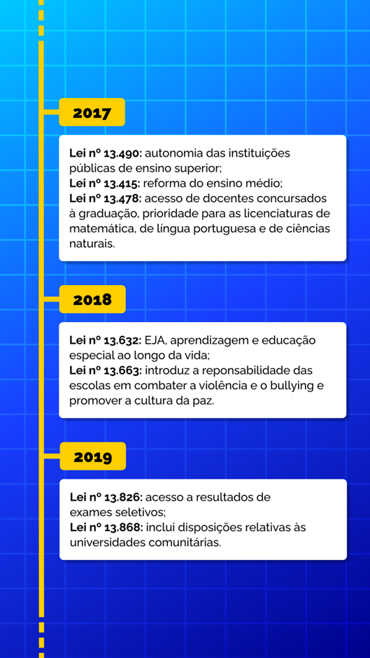 2017
Lei nº 13.490: autonomia das instituições
públicas de ensino superior;
Lei nº 13.415: reforma do ensino médio;
Lei nº 13.478: acesso de docentes concursados
à graduação, prioridade para as licenciaturas de
matemática, de língua portuguesa e de ciências
naturais.
2018
Lei nº 13.632: EJA, aprendizagem e educação
especial ao longo da vida;
Lei nº 13.663: introduz a reponsabilidade das
escolas em combater a violência e o bullying e
promover a cultura da paz.
2019
Lei nº 13.826: acesso a resultados de
exames seletivos;
Lei nº 13.868: inclui disposições relativas às
universidades comunitárias.